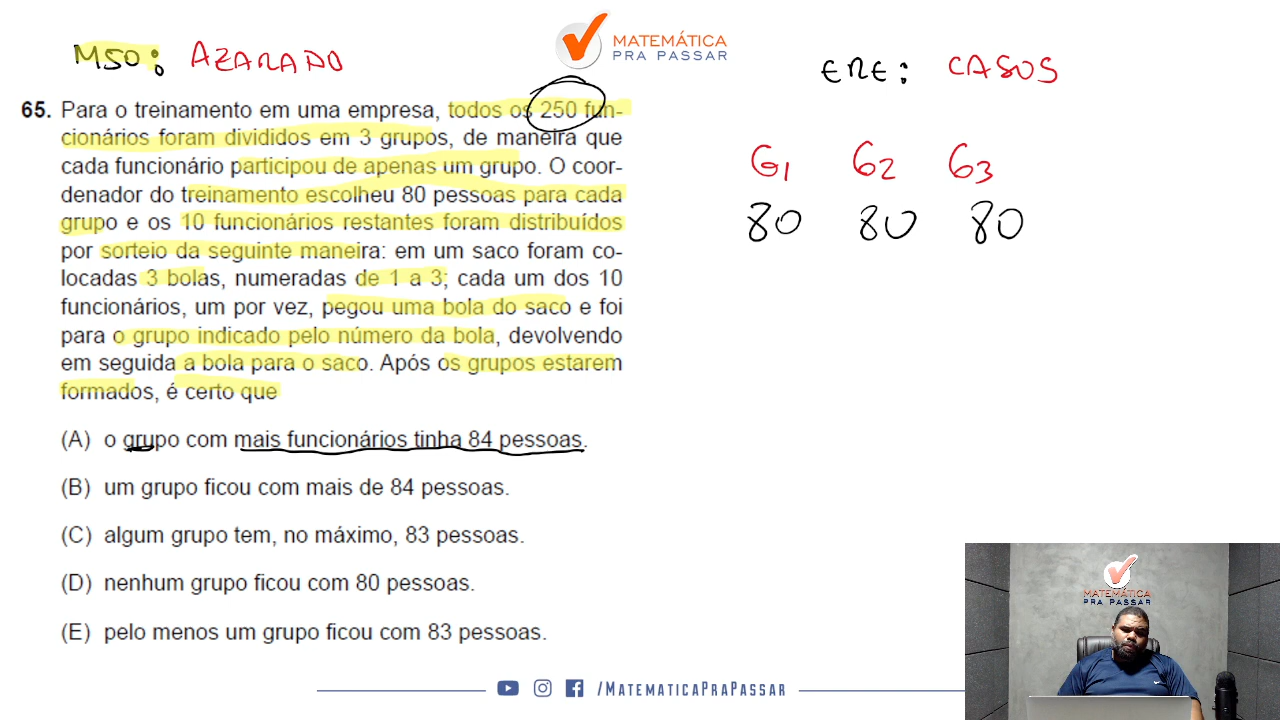 MSO: AZARADO
MATEMÁTICA
PRA PASSAR
ERE: CASOS
65. Para o treinamento em uma empresa, todos os 250 fun-
cionários foram divididos em 3 grupos, de maneira que
cada funcionário participou de apenas um grupo. O coor-
denador do treinamento escolheu 80 pessoas para cada
grupo e os 10 funcionários restantes foram distribuídos
por sorteio da seguinte maneira: em um saco foram co-
locadas 3 bolas, numeradas de 1 a 3; cada um dos 10
funcionários, um por vez, pegou uma bola do saco e foi
para o grupo indicado pelo número da bola, devolvendo
em seguida a bola para o saco. Após os grupos estarem
formados, é certo que
(A) o grupo com mais funcionários tinha 84 pessoas.
(B) um grupo ficou com mais de 84 pessoas.
(C) algum grupo tem, no máximo, 83 pessoas.
(D) nenhum grupo ficou com 80 pessoas.
(E) pelo menos um grupo ficou com 83 pessoas.
G1 G2 G3
80 80 80
MATEMÁTICA
PRA PASSAR
/MATEMATICAPRAPASSAR